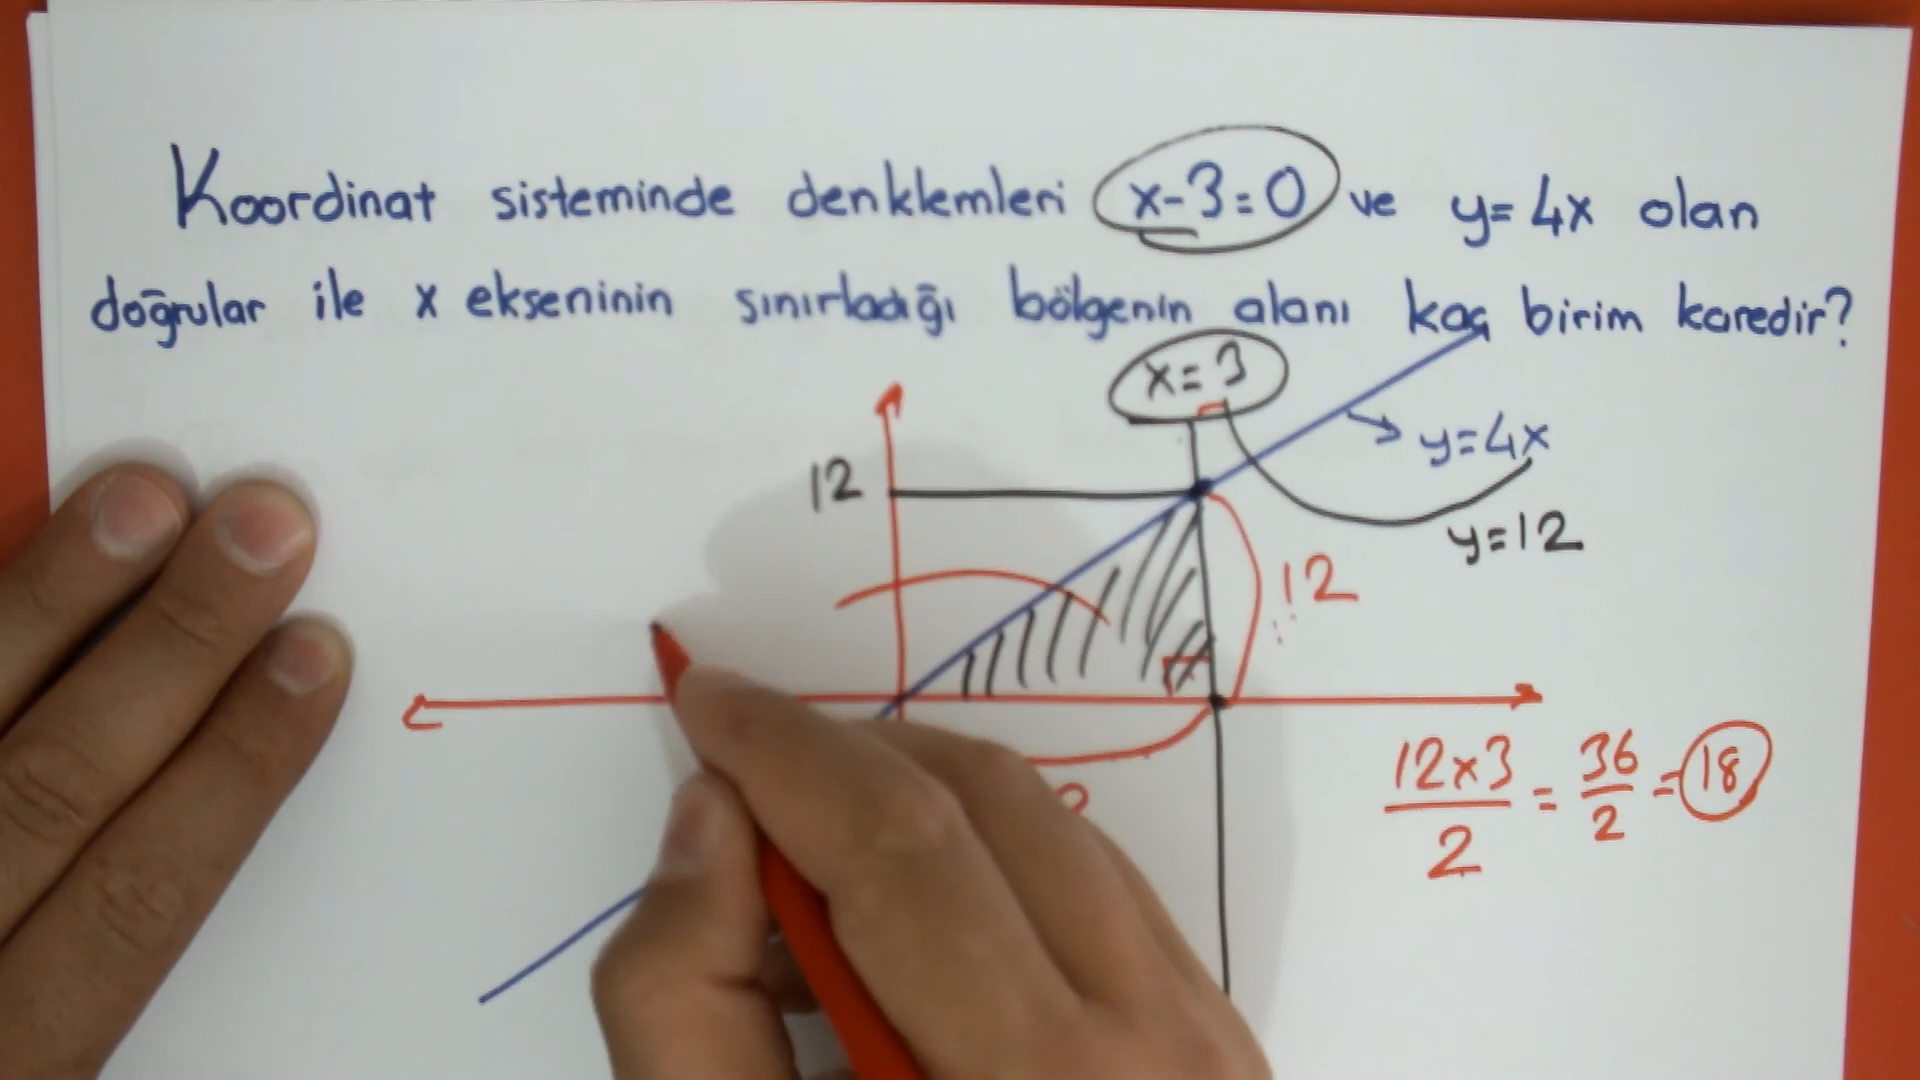 Koordinat sisteminde denklemleri x-3=0 ve y=4x olan
doğrular ile x ekseninin sınırladığı bölgenin alanı kaç birim karedir?
x=3
y=4x
12
y=12
12
12x3/2 = 36/2 = 18